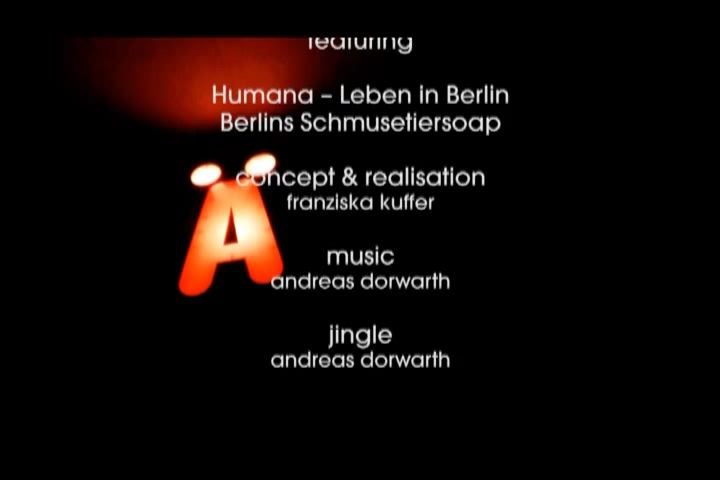 featuring
Humana – Leben in Berlin
Berlins Schmusetiersoap
Ä
concept & realisation
franziska kuffer
music
andreas dorwarth
jingle
andreas dorwarth